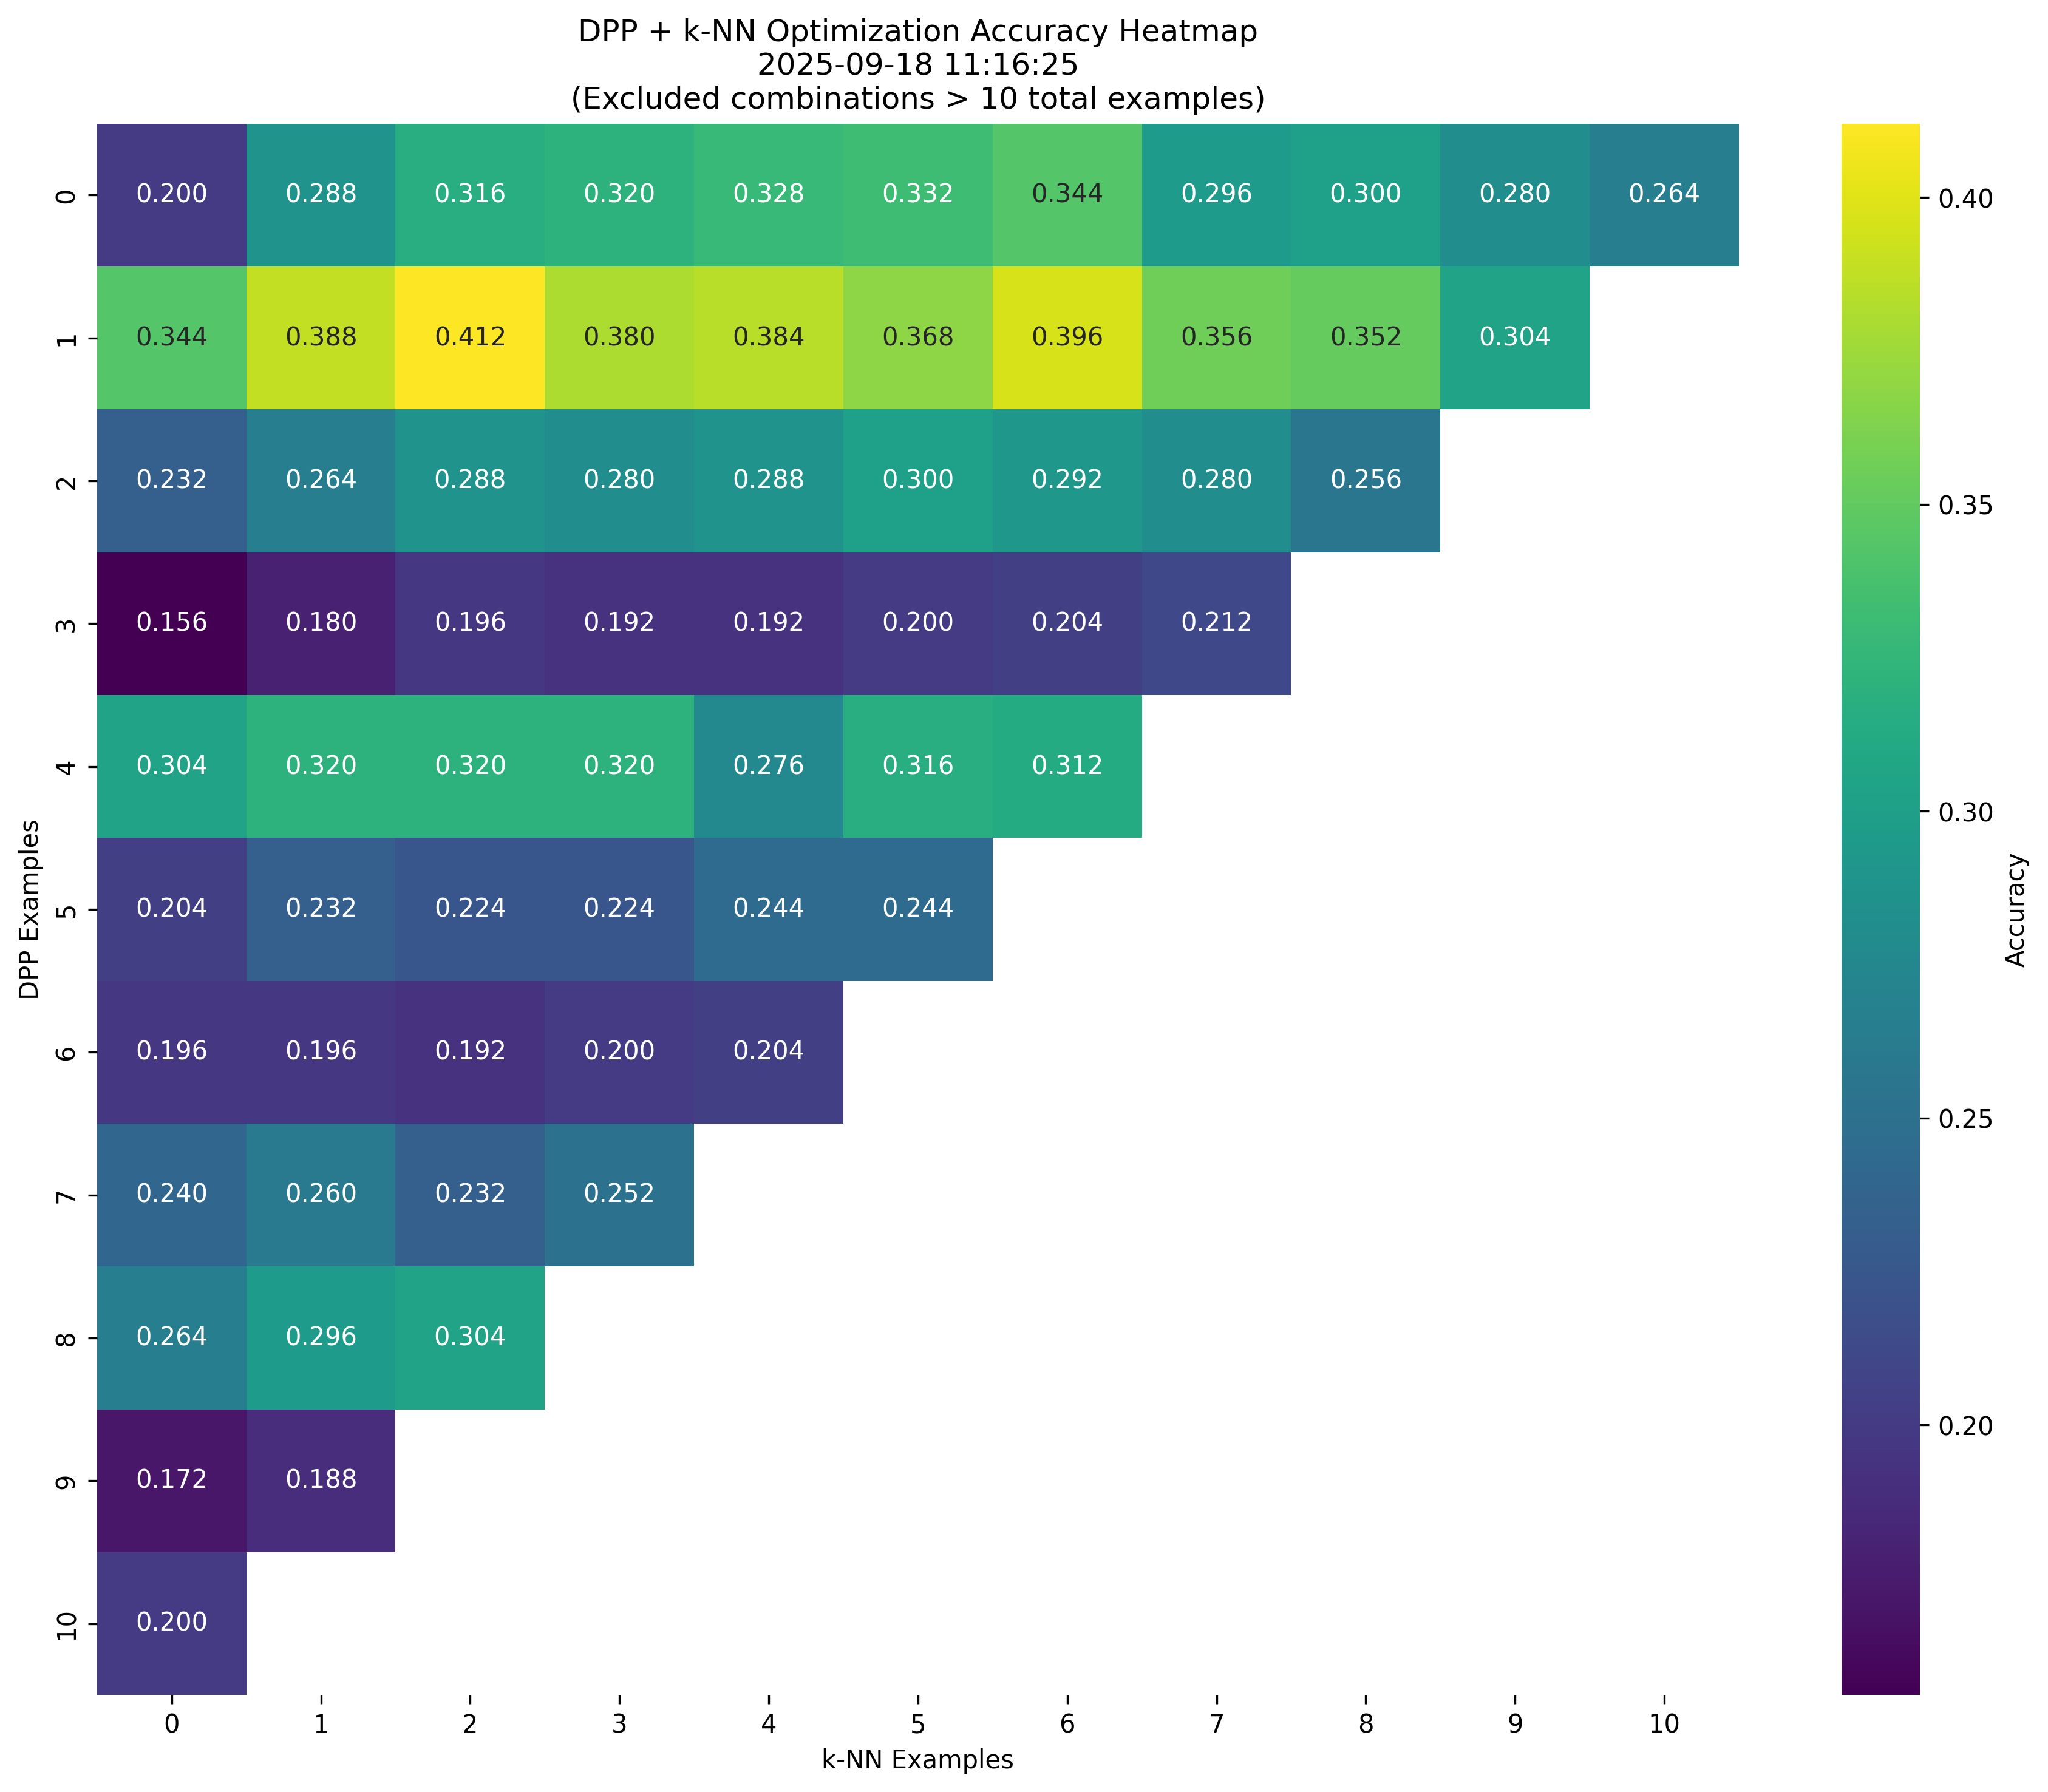 DPP + k-NN Optimization Accuracy Heatmap
2025-09-18 11:16:25
(Excluded combinations > 10 total examples)
0 0.200 0.288 0.316 0.320 0.328 0.332 0.344 0.296 0.300 0.280 0.264
1 0.344 0.388 0.412 0.380 0.384 0.368 0.396 0.356 0.352 0.304
2 0.232 0.264 0.288 0.280 0.288 0.300 0.292 0.280 0.256
3 0.156 0.180 0.196 0.192 0.192 0.200 0.204 0.212
4 0.304 0.320 0.320 0.320 0.276 0.316 0.312
5 0.204 0.232 0.224 0.224 0.244 0.244
6 0.196 0.196 0.192 0.200 0.204
7 0.240 0.260 0.232 0.252
8 0.264 0.296 0.304
9 0.172 0.188
10 0.200
DPP Examples
0 1 2 3 4 5 6 7 8 9 10
k-NN Examples
0.40
0.35
0.30
0.25
0.20
Accuracy